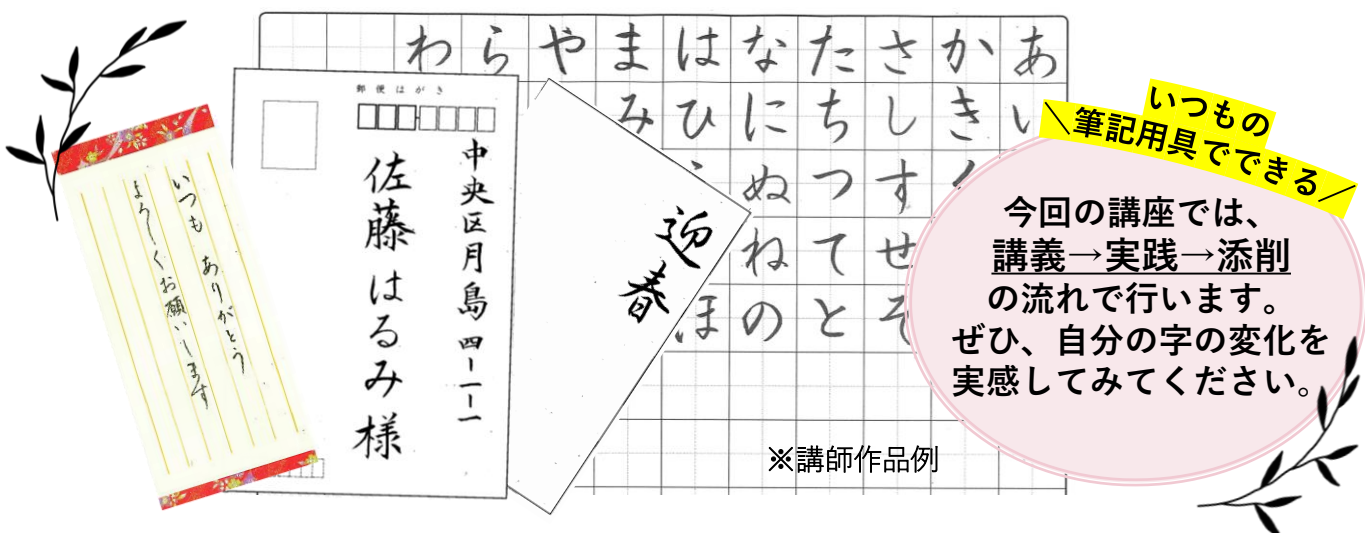 あい
かき
さしすせそ
たちつてと
なにぬねの
はひほ
まみ
や
ら
わ
郵便はがき
中央区月島四ー一ー一
佐藤はるみ様
迎春
いつも ありがとう
よろしくお願いします
いつもの
＼筆記用具でできる／
今回の講座では、
講義→実践→添削
の流れで行います。
ぜひ、自分の字の変化を
実感してみてください。
※講師作品例